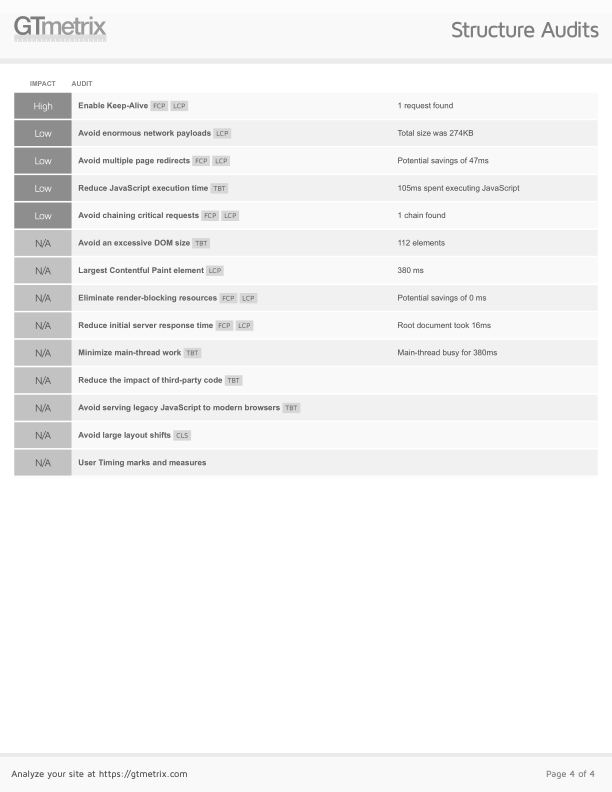 GTmetrix
Structure Audits
IMPACT AUDIT
High Enable Keep-Alive FCP LCP 1 request found
Low Avoid enormous network payloads LCP Total size was 274KB
Low Avoid multiple page redirects FCP LCP Potential savings of 47ms
Low Reduce JavaScript execution time TBT 105ms spent executing JavaScript
Low Avoid chaining critical requests FCP LCP 1 chain found
N/A Avoid an excessive DOM size TBT 112 elements
N/A Largest Contentful Paint element LCP 380 ms
N/A Eliminate render-blocking resources FCP LCP Potential savings of 0 ms
N/A Reduce initial server response time FCP LCP Root document took 16ms
N/A Minimize main-thread work TBT Main-thread busy for 380ms
N/A Reduce the impact of third-party code TBT
N/A Avoid serving legacy JavaScript to modern browsers TBT
N/A Avoid large layout shifts CLS
N/A User Timing marks and measures
Analyze your site at https://gtmetrix.com Page 4 of 4